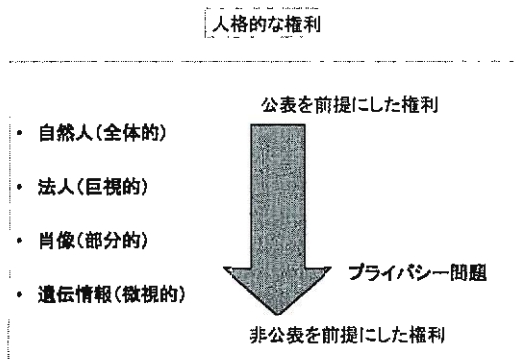 人格的な権利
公表を前提にした権利
・ 自然人(全体的)
・ 法人(巨視的)
・ 肖像(部分的)
・ 遺伝情報(微視的)
プライバシー問題
非公表を前提にした権利